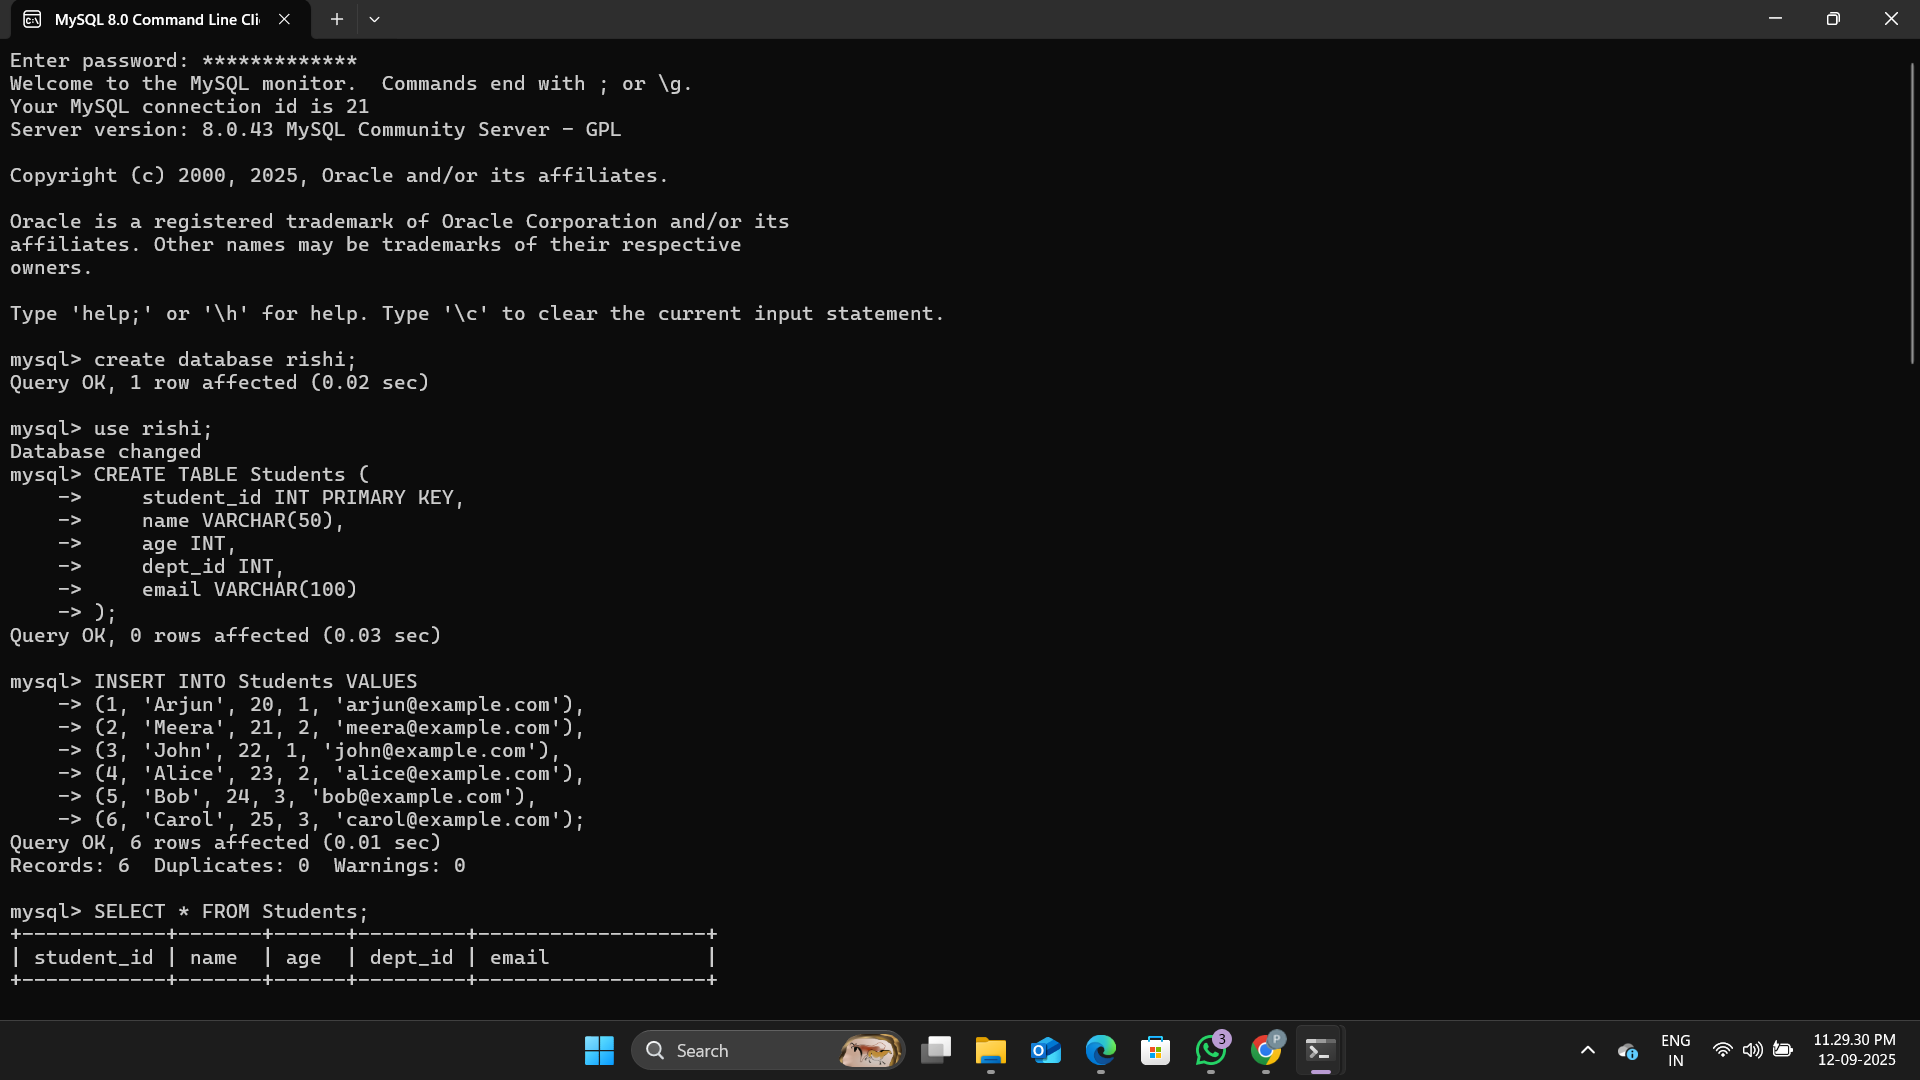 MySQL 8.0 Command Line Cli
Enter password: *************
Welcome to the MySQL monitor.  Commands end with ; or \g.
Your MySQL connection id is 21
Server version: 8.0.43 MySQL Community Server - GPL
Copyright (c) 2000, 2025, Oracle and/or its affiliates.
Oracle is a registered trademark of Oracle Corporation and/or its
affiliates. Other names may be trademarks of their respective
owners.
Type 'help;' or '\h' for help. Type '\c' to clear the current input statement.
mysql> create database rishi;
Query OK, 1 row affected (0.02 sec)
mysql> use rishi;
Database changed
mysql> CREATE TABLE Students (
    ->     student_id INT PRIMARY KEY,
    ->     name VARCHAR(50),
    ->     age INT,
    ->     dept_id INT,
    ->     email VARCHAR(100)
    -> );
Query OK, 0 rows affected (0.03 sec)
mysql> INSERT INTO Students VALUES
    -> (1, 'Arjun', 20, 1, 'arjun@example.com'),
    -> (2, 'Meera', 21, 2, 'meera@example.com'),
    -> (3, 'John', 22, 1, 'john@example.com'),
    -> (4, 'Alice', 23, 2, 'alice@example.com'),
    -> (5, 'Bob', 24, 3, 'bob@example.com'),
    -> (6, 'Carol', 25, 3, 'carol@example.com');
Query OK, 6 rows affected (0.01 sec)
Records: 6  Duplicates: 0  Warnings: 0
mysql> SELECT * FROM Students;
+------------+-------+------+---------+-------------------+
| student_id | name  | age  | dept_id | email             |
+------------+-------+------+---------+-------------------+
Search
3
P
ENG
IN
11.29.30 PM
12-09-2025